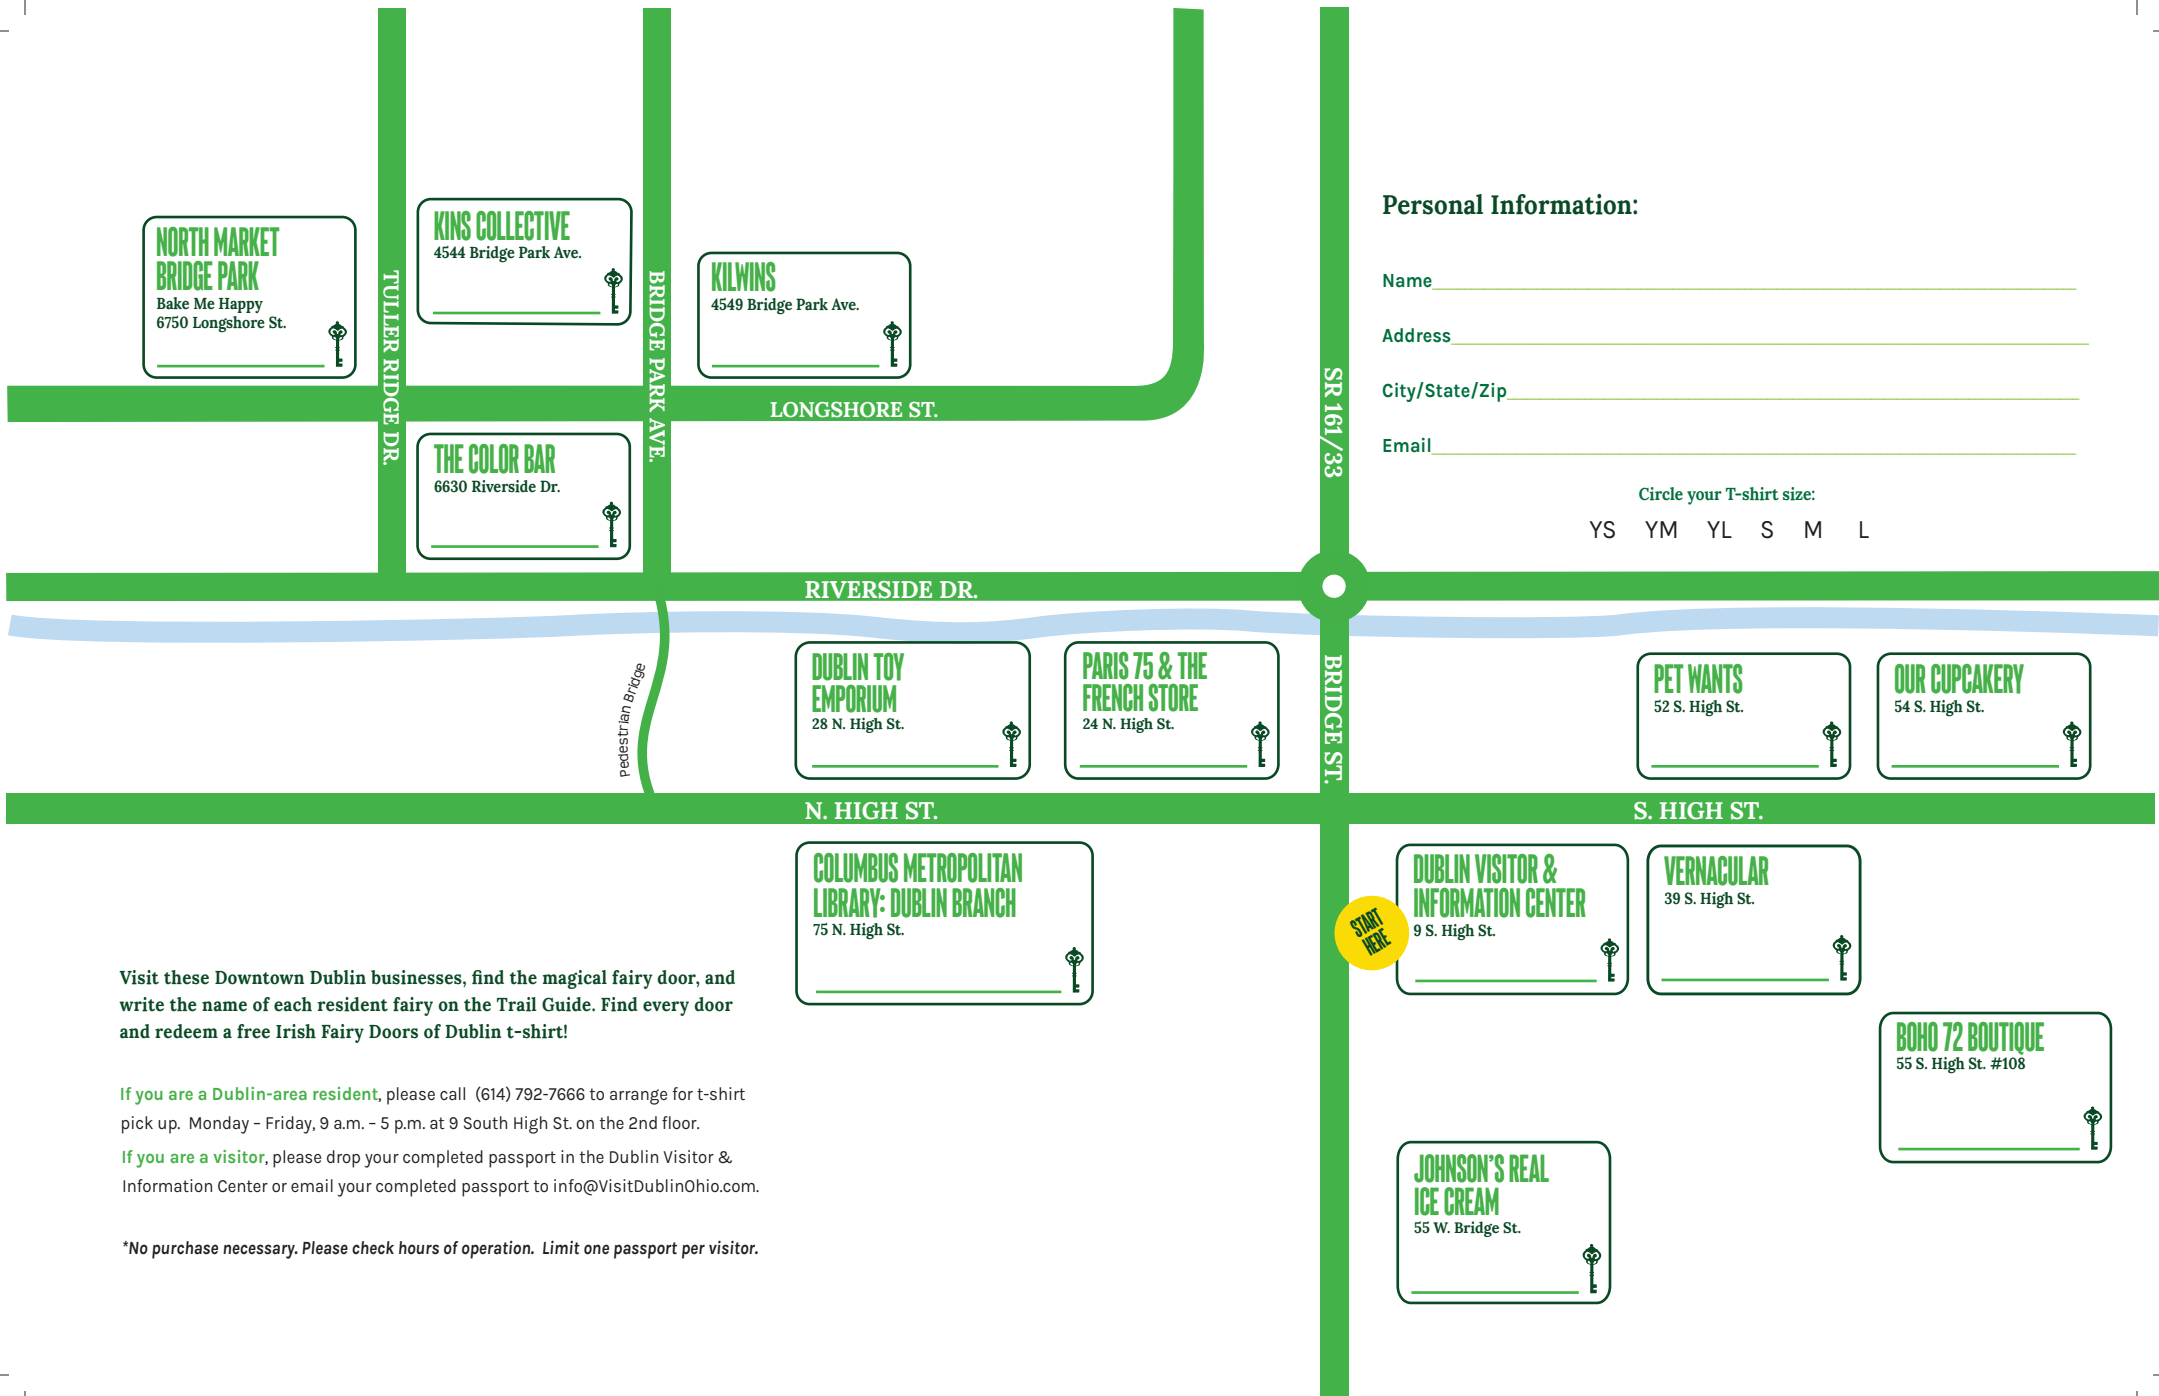 NORTH MARKET
BRIDGE PARK
Bake Me Happy
6750 Longshore St.
TULLER RIDGE DR.
KINS COLLECTIVE
4544 Bridge Park Ave.
BRIDGE PARK AVE.
KILWINS
4549 Bridge Park Ave.
LONGSHORE ST.
THE COLOR BAR
6630 Riverside Dr.
SR 161/33
Personal Information:
Name
Address
City/State/Zip
Email
Circle your T-shirt size:
YS YM YL S M L
RIVERSIDE DR.
Pedestrian Bridge
DUBLIN TOY
EMPORIUM
28 N. High St.
PARIS 75 & THE
FRENCH STORE
24 N. High St.
BRIDGE ST.
PET WANTS
52 S. High St.
OUR CUPCAKERY
54 S. High St.
N. HIGH ST.
S. HIGH ST.
COLUMBUS METROPOLITAN
LIBRARY: DUBLIN BRANCH
75 N. High St.
START
HERE
DUBLIN VISITOR &
INFORMATION CENTER
9 S. High St.
VERNACULAR
39 S. High St.
BOHO 72 BOUTIQUE
55 S. High St. #108
JOHNSON'S REAL
ICE CREAM
55 W. Bridge St.
Visit these Downtown Dublin businesses, find the magical fairy door, and
write the name of each resident fairy on the Trail Guide. Find every door
and redeem a free Irish Fairy Doors of Dublin t-shirt!
If you are a Dublin-area resident, please call (614) 792-7666 to arrange for t-shirt
pick up. Monday – Friday, 9 a.m. – 5 p.m. at 9 South High St. on the 2nd floor.
If you are a visitor, please drop your completed passport in the Dublin Visitor &
Information Center or email your completed passport to info@VisitDublinOhio.com.
*No purchase necessary. Please check hours of operation. Limit one passport per visitor.